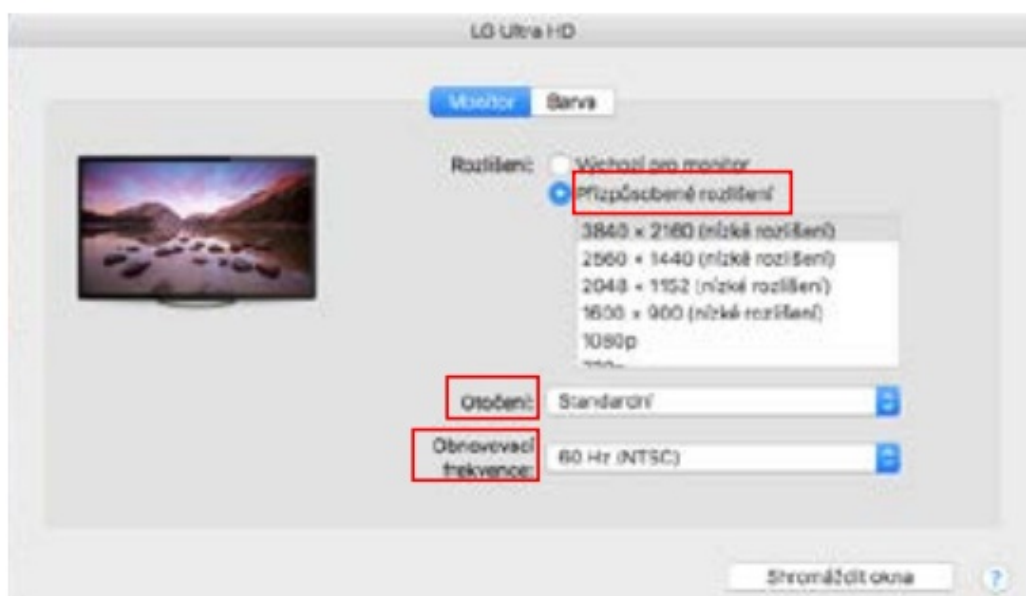 LG Ultra HD
Monitor Barva
Rozlišení: Výchozí pro monitor
Přizpůsobené rozlišení
3840 × 2160 (nízké rozlišení)
2560 × 1440 (nízké rozlišení)
2048 × 1152 (nízké rozlišení)
1600 × 900 (nízké rozlišení)
1080p
Otočení: Standardní
Obnovovací
frekvence: 60 Hz (NTSC)
Shromáždit okna ?